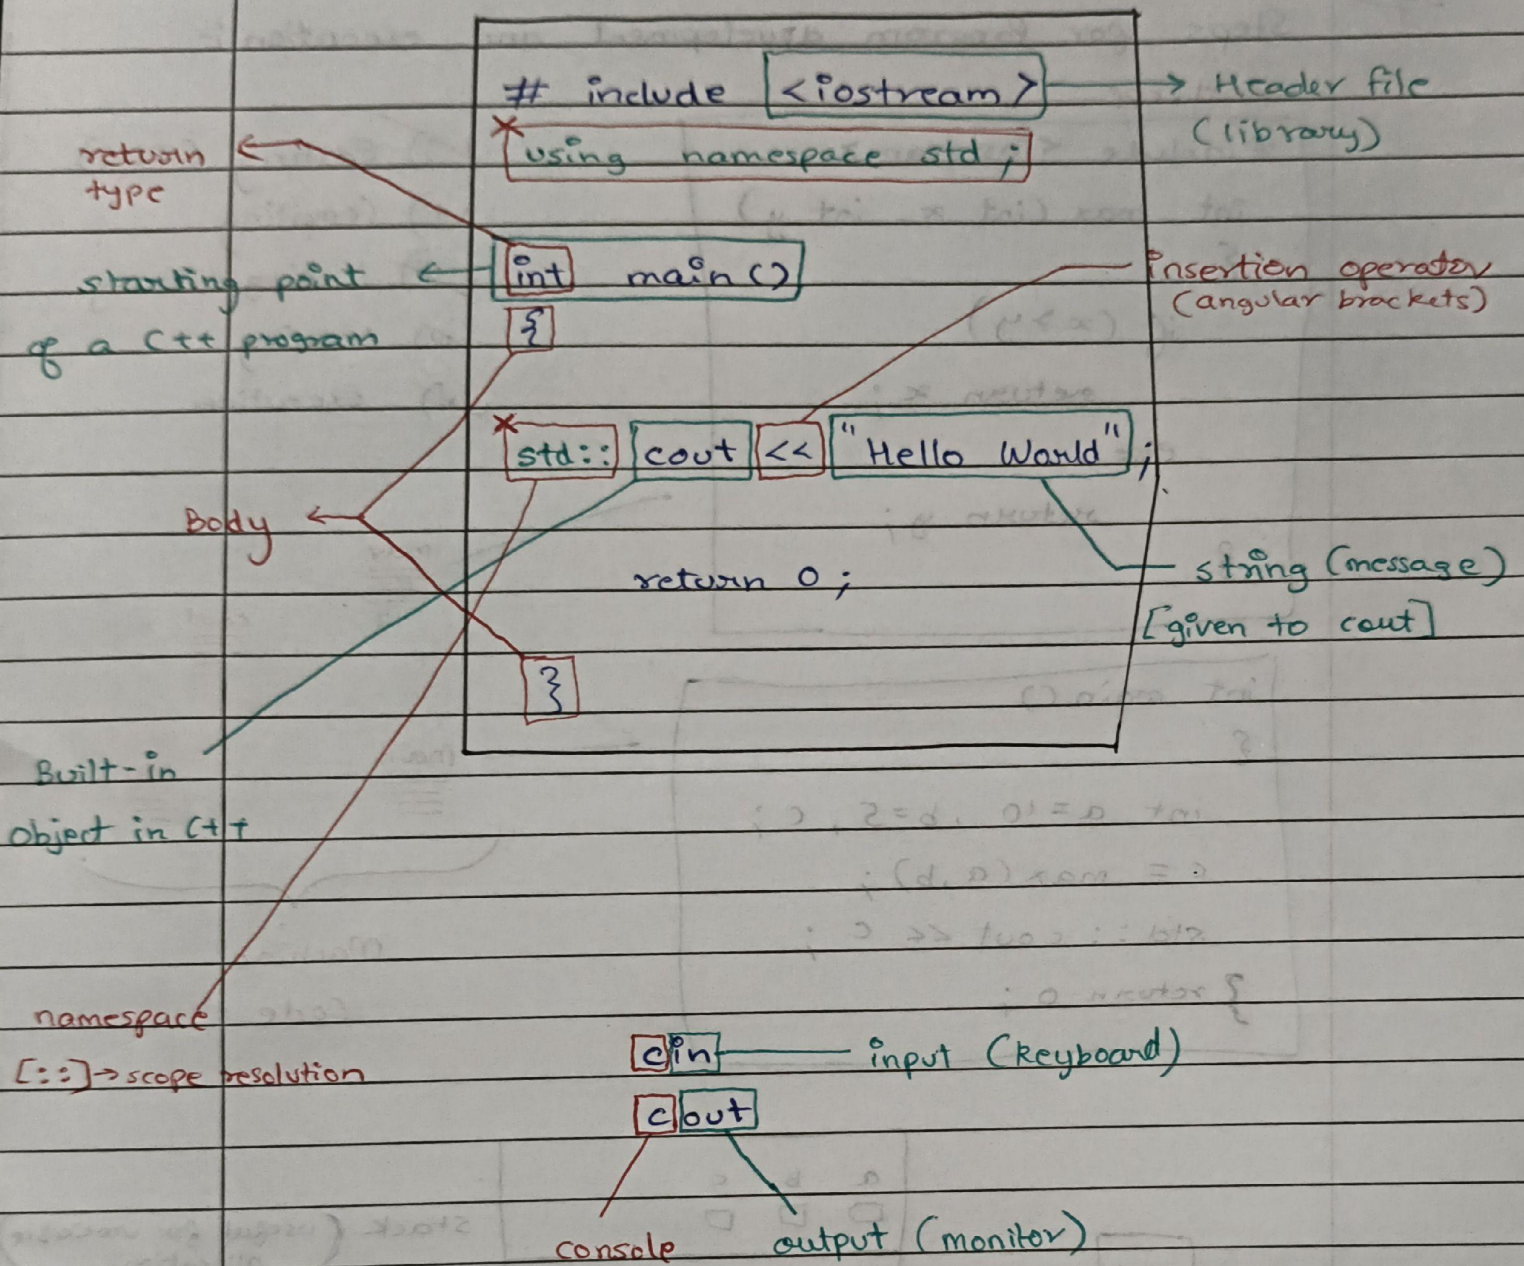 # include <iostream> → Header file
(library)
× using namespace std ;
return
type
int main()
starting point
of a C++ program
{
insertion operator
(angular brackets)
× std:: cout << "Hello World" ;
Body
return 0 ;
string (message)
[given to cout]
}
Built-in
object in C++
namespace
[::]→ scope resolution
cin input (keyboard)
cout
console output (monitor)